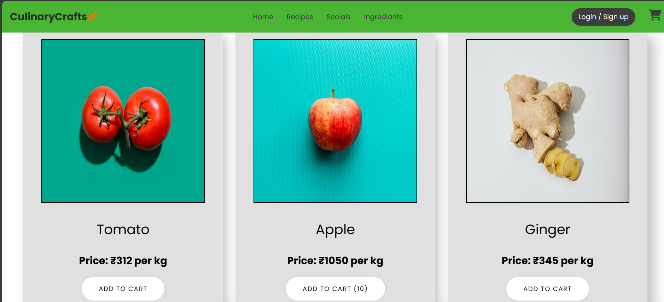 CulinaryCrafts
Home Recipes Socials Ingredients Login / Sign up
Tomato
Price: ₹312 per kg
ADD TO CART
Apple
Price: ₹1050 per kg
ADD TO CART (10)
Ginger
Price: ₹345 per kg
ADD TO CART